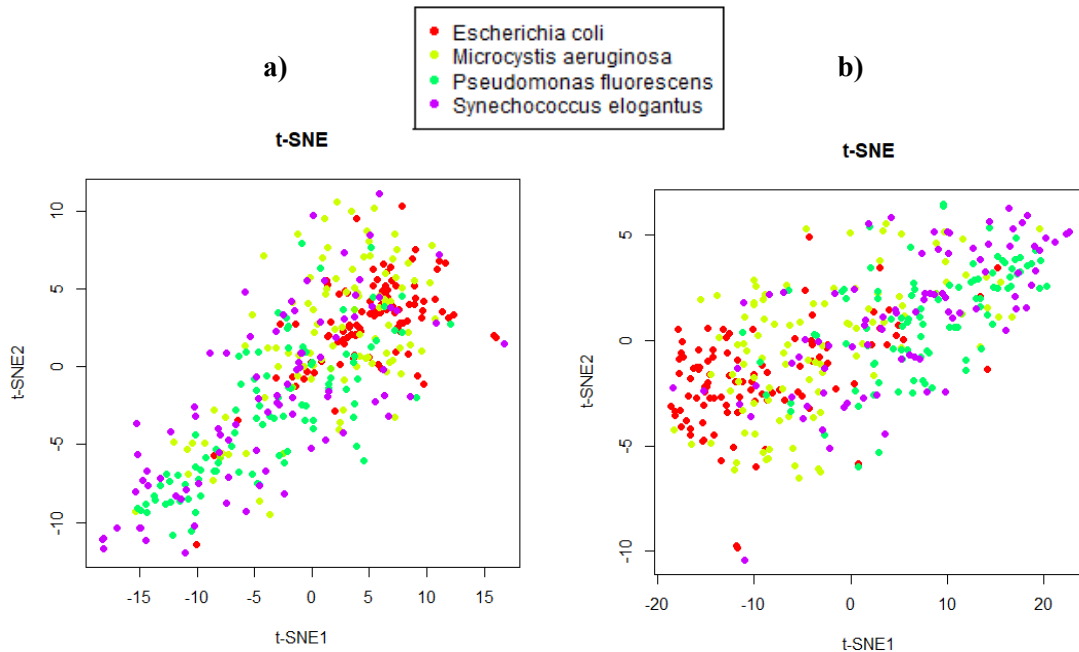 Escherichia coli
Microcystis aeruginosa
Pseudomonas fluorescens
Synechococcus elogantus
a)
b)
t-SNE
t-SNE2
10
5
0
-5
-10
-15
-10
-5
0
5
10
15
t-SNE1
t-SNE
t-SNE2
5
0
-5
-10
-20
-10
0
10
20
t-SNE1